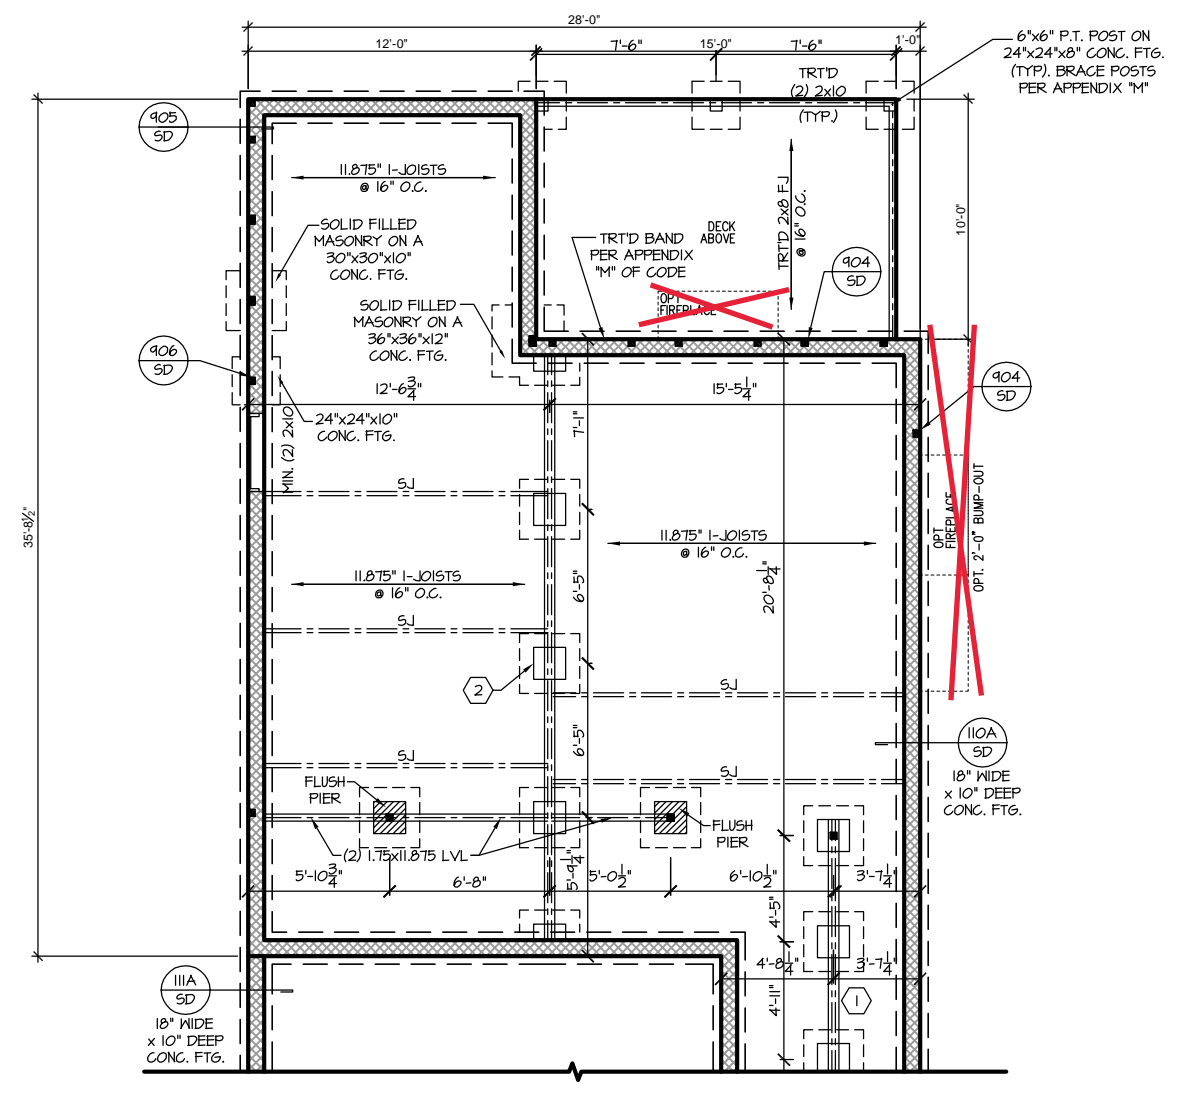 28'-0"
12'-0"
7'-6"
15'-0"
7'-6"
1'-0"
6"x6" P.T. POST ON
24"x24"x8" CONC. FTG.
(TYP). BRACE POSTS
PER APPENDIX "M"
TRT'D
(2) 2x10
(TYP.)
905
SD
11.875" I-JOISTS
@ 16" O.C.
SOLID FILLED
MASONRY ON A
30"x30"x10"
CONC. FTG.
TRT'D 2x8 FJ
@ 16" O.C.
10'-0"
DECK
ABOVE
TRT'D BAND
PER APPENDIX
"M" OF CODE
904
SD
OPT
FIREPLACE
SOLID FILLED
MASONRY ON A
36"x36"x12"
CONC. FTG.
906
SD
904
SD
12'-6 3/4"
15'-5 1/4"
24"x24"x10"
CONC. FTG.
MIN. (2) 2x10
7'-1"
SJ
35'-8 1/2"
11.875" I-JOISTS
@ 16" O.C.
OPT
FIREPLACE
OPT. 2'-0" BUMP-OUT
11.875" I-JOISTS
@ 16" O.C.
6'-5"
20'-8 1/4"
SJ
2
SJ
6'-5"
110A
SD
18" WIDE
x 10" DEEP
CONC. FTG.
SJ
SJ
FLUSH
PIER
FLUSH
PIER
(2) 1.75x11.875 LVL
5'-10 3/4"
6'-8"
5'-9 1/4"
5'-0 1/2"
6'-10 1/2"
3'-7 1/4"
4'-5"
4'-8 1/4"
3'-7 1/4"
4'-11"
1
111A
SD
18" WIDE
x 10" DEEP
CONC. FTG.